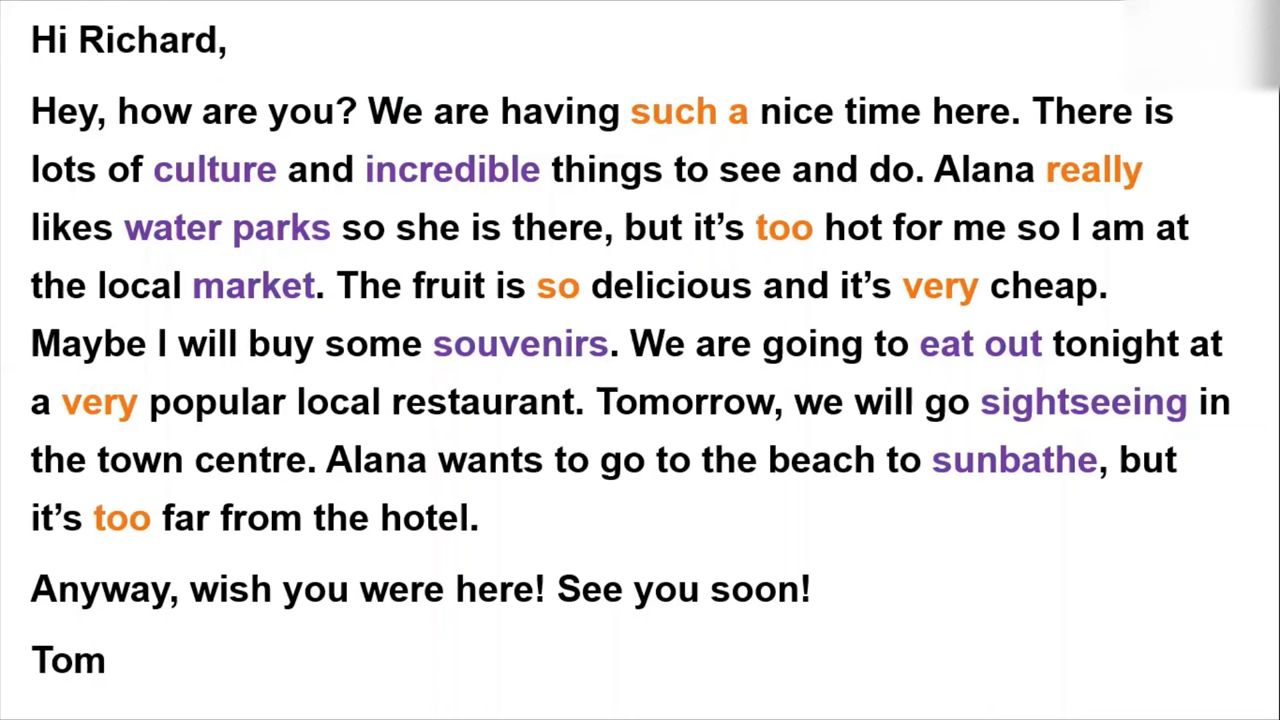 Hi Richard,
Hey, how are you? We are having such a nice time here. There is
lots of culture and incredible things to see and do. Alana really
likes water parks so she is there, but it’s too hot for me so I am at
the local market. The fruit is so delicious and it’s very cheap.
Maybe I will buy some souvenirs. We are going to eat out tonight at
a very popular local restaurant. Tomorrow, we will go sightseeing in
the town centre. Alana wants to go to the beach to sunbathe, but
it’s too far from the hotel.
Anyway, wish you were here! See you soon!
Tom